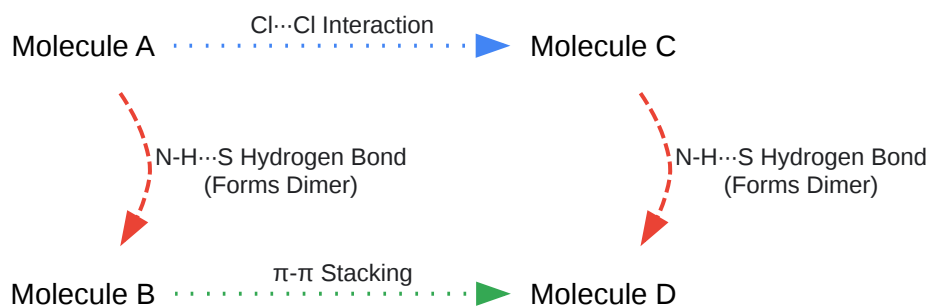 Cl···Cl Interaction
Molecule A
Molecule C
N-H···S Hydrogen Bond
(Forms Dimer)
N-H···S Hydrogen Bond
(Forms Dimer)
π-π Stacking
Molecule B
Molecule D